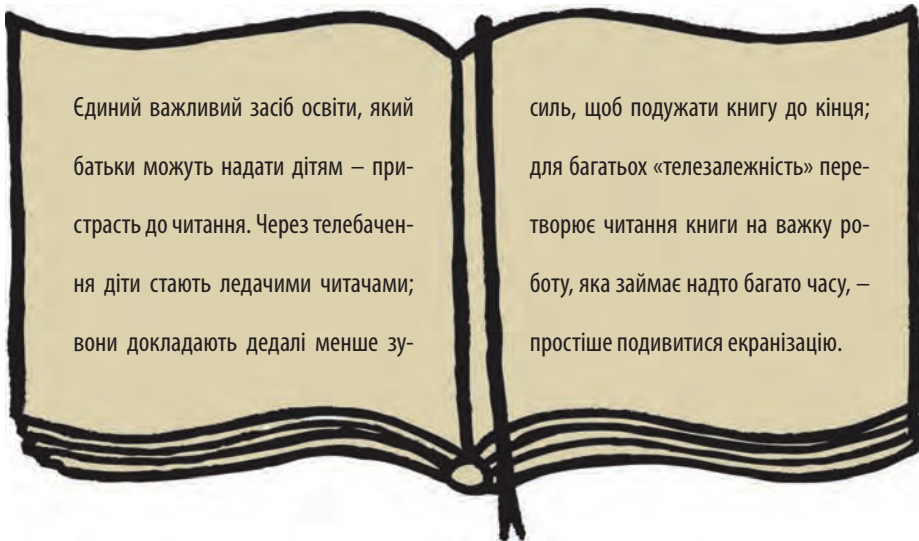 Єдиний важливий засіб освіти, який
батьки можуть надати дітям – при-
страсть до читання. Через телебачен-
ня діти стають ледачими читачами;
вони докладають дедалі менше зу-
силь, щоб подужати книгу до кінця;
для багатьох «телезалежність» пере-
творює читання книги на важку ро-
боту, яка займає надто багато часу, –
простіше подивитися екранізацію.